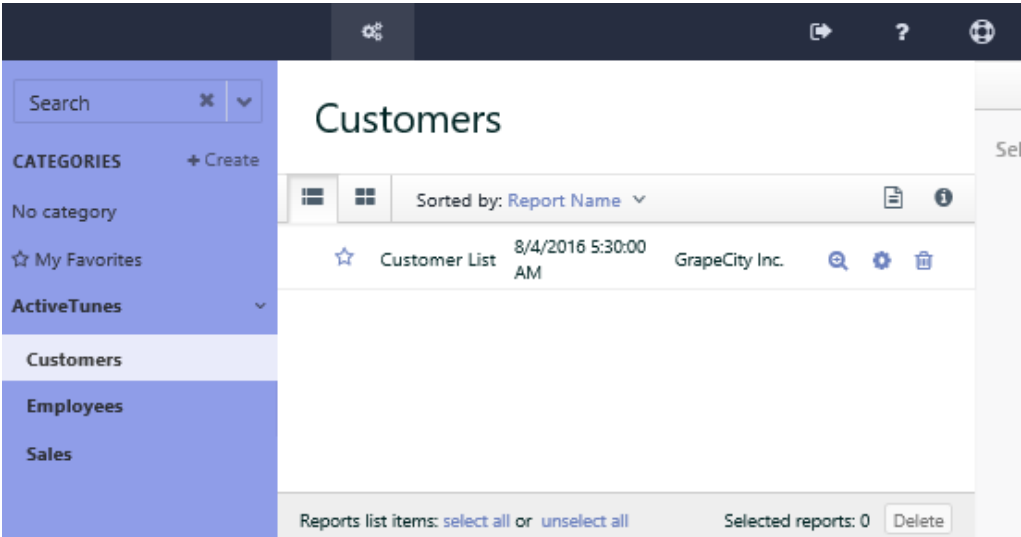 ?
Search
CATEGORIES + Create
No category
My Favorites
ActiveTunes
Customers
Employees
Sales
Customers
Sorted by: Report Name
Customer List 8/4/2016 5:30:00 AM GrapeCity Inc.
Reports list items: select all or unselect all Selected reports: 0 Delete